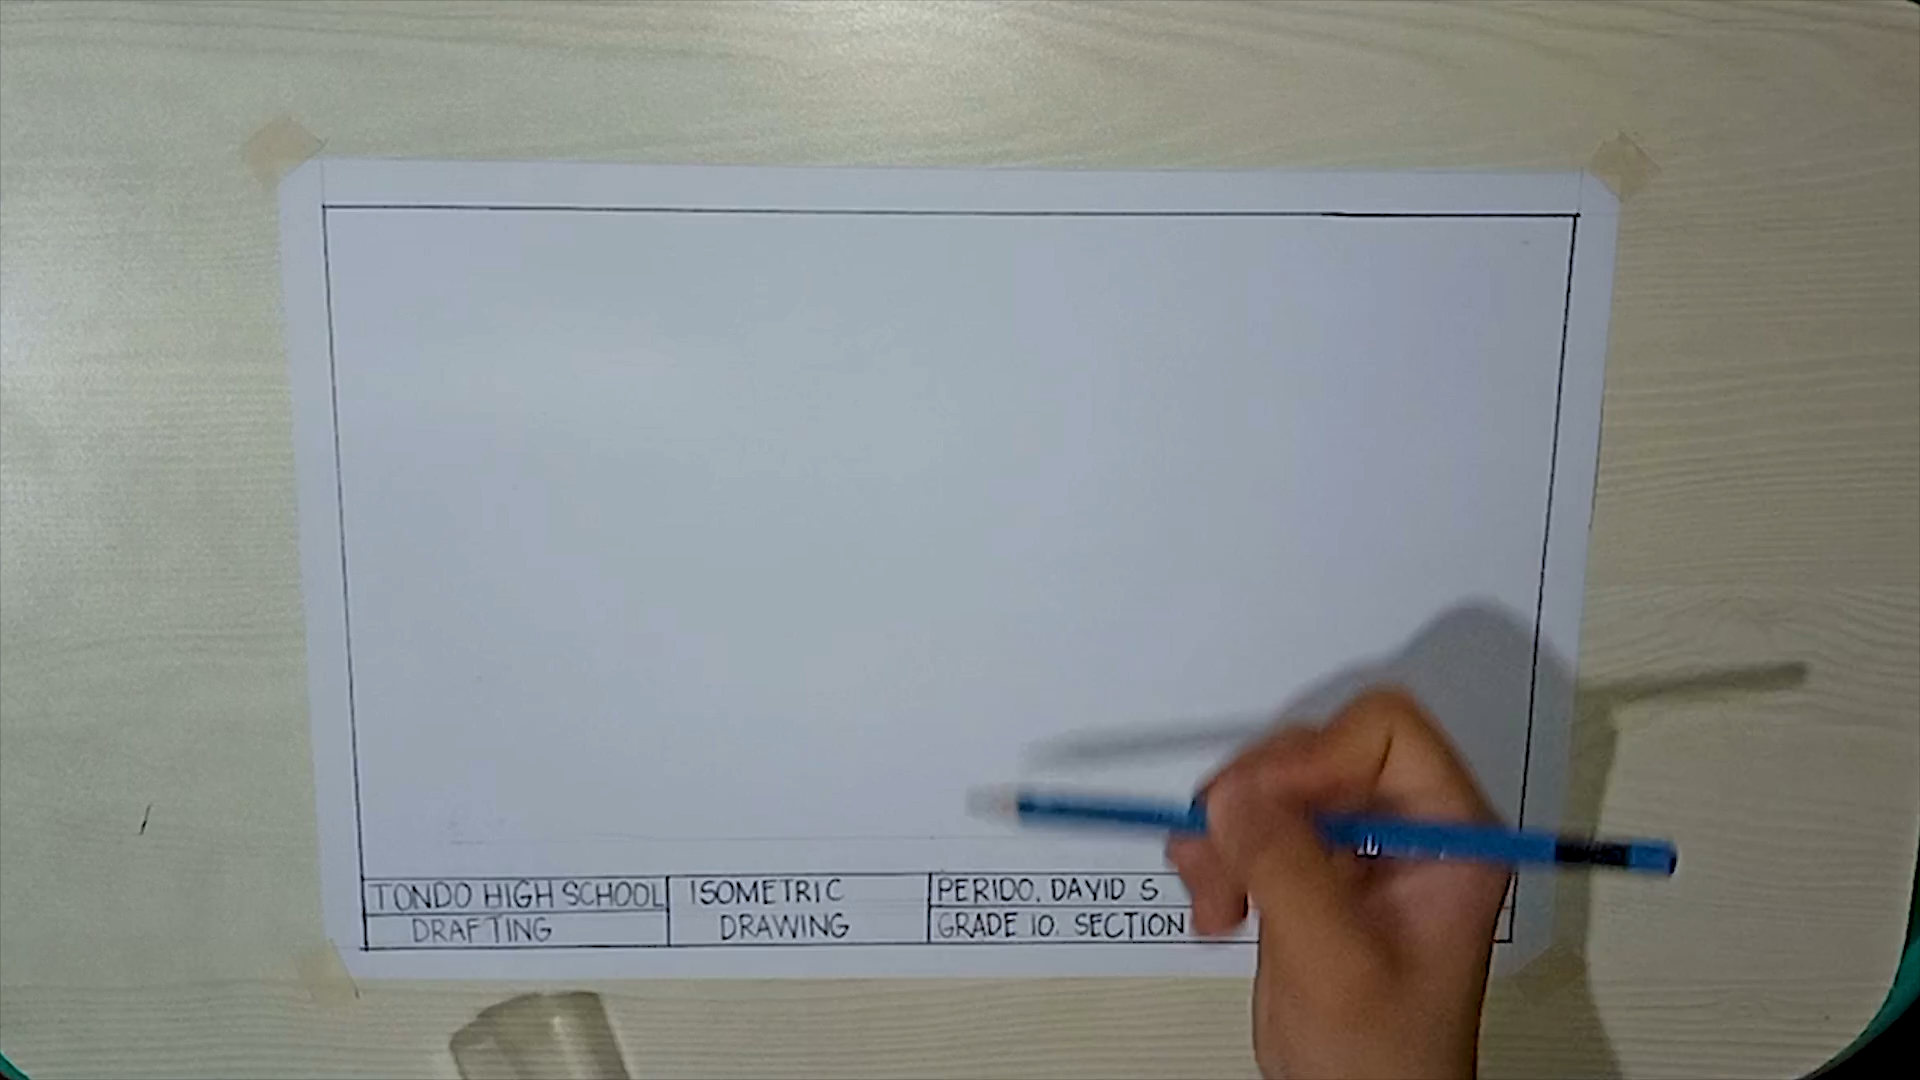 TONDO HIGH SCHOOL
DRAFTING
ISOMETRIC
DRAWING
PERIDO, DAVID S.
GRADE 10. SECTION